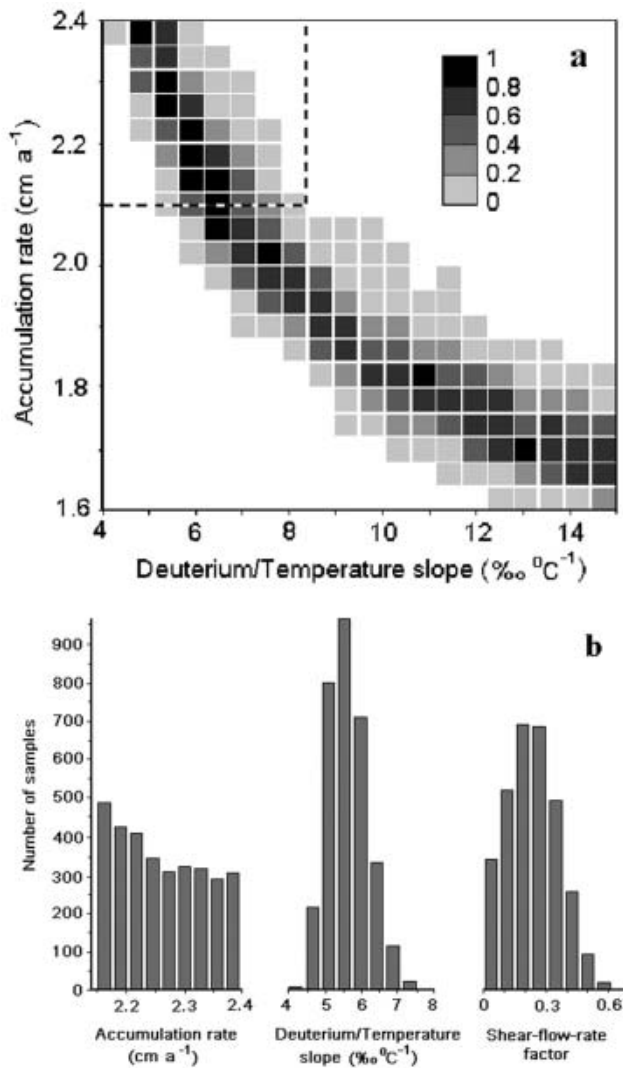 a
2.4
2.2
2.0
1.8
1.6
Accumulation rate (cm a⁻¹)
1
0.8
0.6
0.4
0.2
0
4 6 8 10 12 14
Deuterium/Temperature slope (‰ ⁰C⁻¹)
b
Number of samples
900
800
700
600
500
400
300
200
100
0
2.2 2.3 2.4
4 5 6 7 8
0 0.3 0.6
Accumulation rate
(cm a⁻¹)
Deuterium/Temperature
slope (‰ ⁰C⁻¹)
Shear-flow-rate
factor